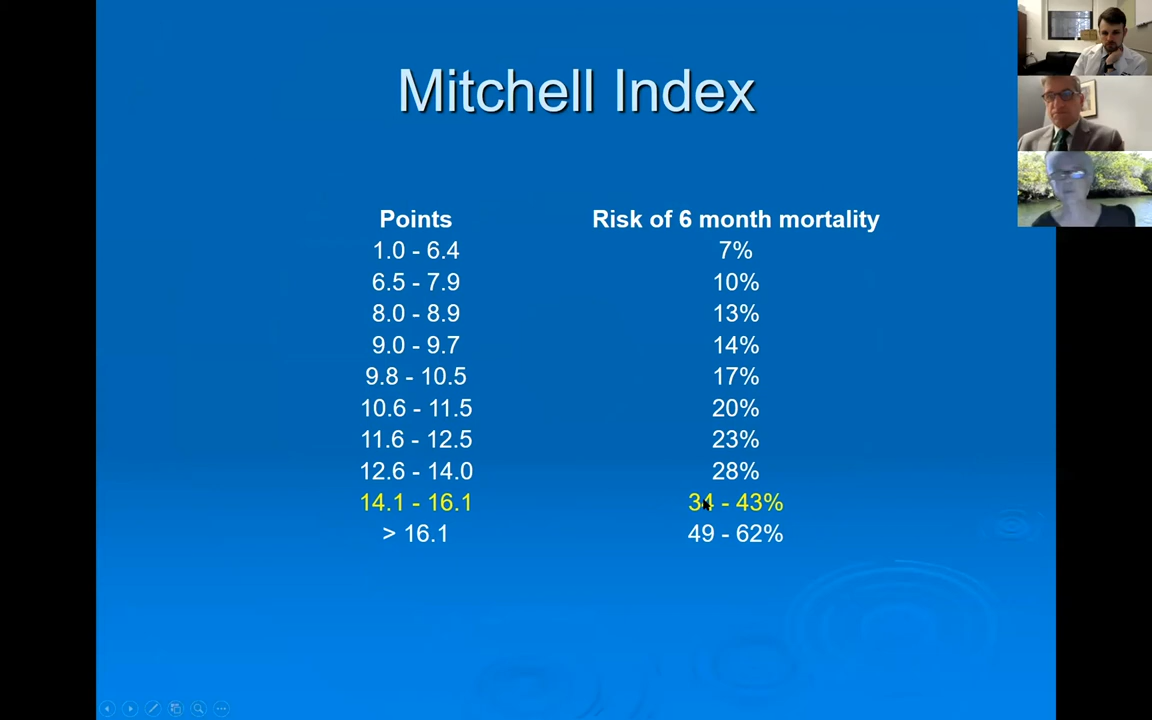 Mitchell Index
Points Risk of 6 month mortality
1.0 - 6.4 7%
6.5 - 7.9 10%
8.0 - 8.9 13%
9.0 - 9.7 14%
9.8 - 10.5 17%
10.6 - 11.5 20%
11.6 - 12.5 23%
12.6 - 14.0 28%
14.1 - 16.1 34 - 43%
> 16.1 49 - 62%